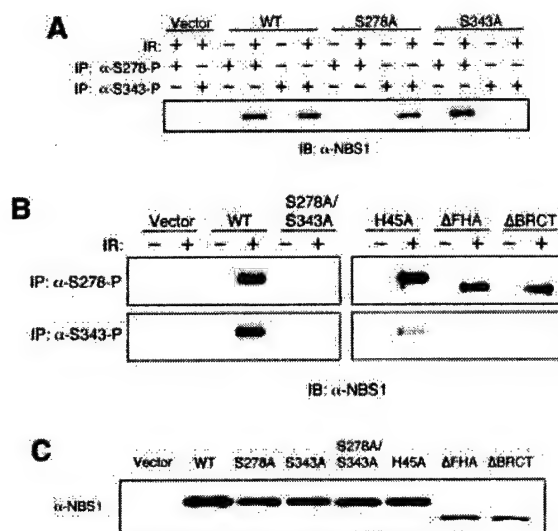 A
Vector WT S278A S343A
IR: + + − + − + − + − + − + − +
IP: α-S278-P + − + + − − + + − − + + − −
IP: α-S343-P − + − − + + − − + + − − + +
IB: α-NBS1
B
Vector WT S278A/S343A H45A ΔFHA ΔBRCT
IR: − + − + − + − + − + − +
IP: α-S278-P
IP: α-S343-P
IB: α-NBS1
C
Vector WT S278A S343A S278A/S343A H45A ΔFHA ΔBRCT
α-NBS1